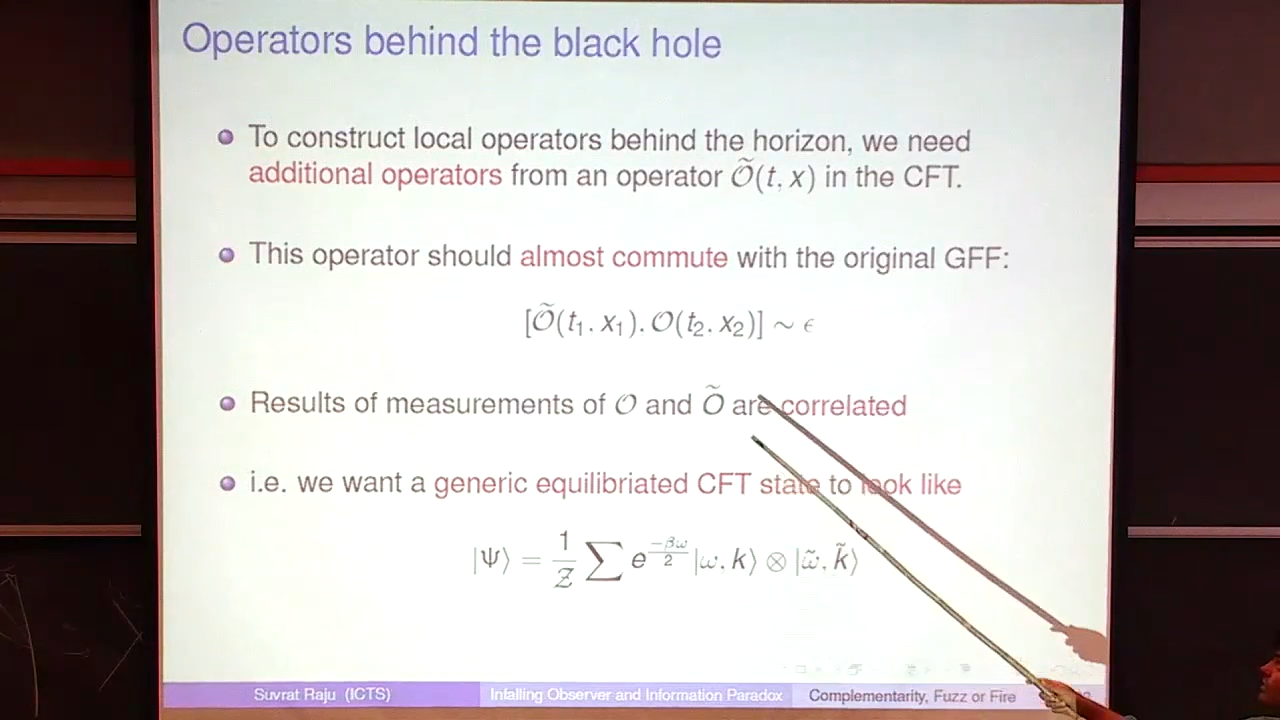 Operators behind the black hole
To construct local operators behind the horizon, we need
additional operators from an operator Õ(t, x) in the CFT.
This operator should almost commute with the original GFF:
[Õ(t₁, x₁), O(t₂, x₂)] ~ ϵ
Results of measurements of O and Õ are correlated
i.e. we want a generic equilibriated CFT state to look like
|Ψ⟩ = 1/Z ∑ e^(-βω/2) |ω, k⟩ ⊗ |ω̃, k̃⟩
Suvrat Raju (ICTS) Infalling Observer and Information Paradox Complementarity, Fuzz or Fire